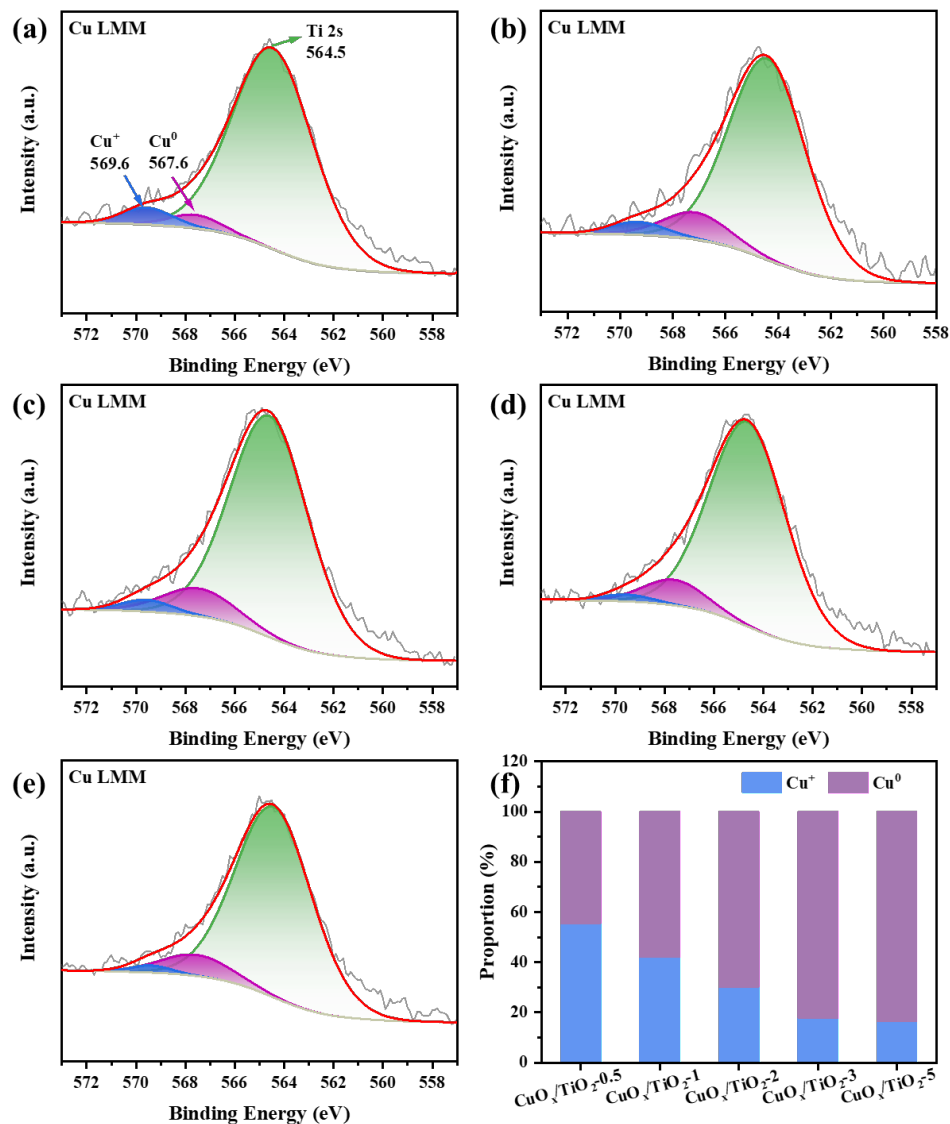 (a)
Cu LMM
Ti 2s
564.5
Cu⁺
569.6
Cu⁰
567.6
Intensity (a.u.)
572 570 568 566 564 562 560 558
Binding Energy (eV)
(b)
Cu LMM
Intensity (a.u.)
572 570 568 566 564 562 560 558
Binding Energy (eV)
(c)
Cu LMM
Intensity (a.u.)
572 570 568 566 564 562 560 558
Binding Energy (eV)
(d)
Cu LMM
Intensity (a.u.)
572 570 568 566 564 562 560 558
Binding Energy (eV)
(e)
Cu LMM
Intensity (a.u.)
572 570 568 566 564 562 560 558
Binding Energy (eV)
(f)
Cu⁺ Cu⁰
Proportion (%)
120
100
80
60
40
20
0
CuOₓ/TiO₂-0.5
CuOₓ/TiO₂-1
CuOₓ/TiO₂-2
CuOₓ/TiO₂-3
CuOₓ/TiO₂-5